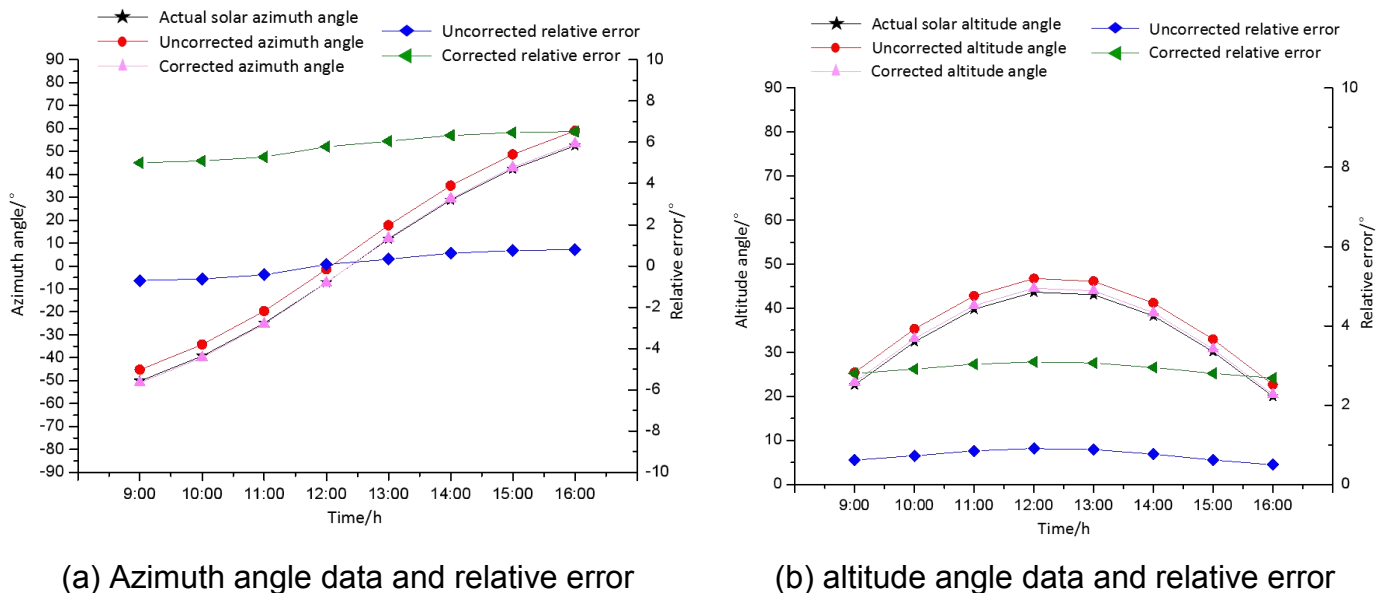 Actual solar azimuth angle
Uncorrected azimuth angle
Corrected azimuth angle
Uncorrected relative error
Corrected relative error
90
80
70
60
50
40
30
20
10
0
-10
-20
-30
-40
-50
-60
-70
-80
-90
Azimuth angle/°
10
8
6
4
2
0
-2
-4
-6
-8
-10
Relative error/°
9:00 10:00 11:00 12:00 13:00 14:00 15:00 16:00
Time/h
(a) Azimuth angle data and relative error
Actual solar altitude angle
Uncorrected altitude angle
Corrected altitude angle
Uncorrected relative error
Corrected relative error
90
80
70
60
50
40
30
20
10
0
Altitude angle/°
10
8
6
4
2
0
Relative error/°
9:00 10:00 11:00 12:00 13:00 14:00 15:00 16:00
Time/h
(b) altitude angle data and relative error